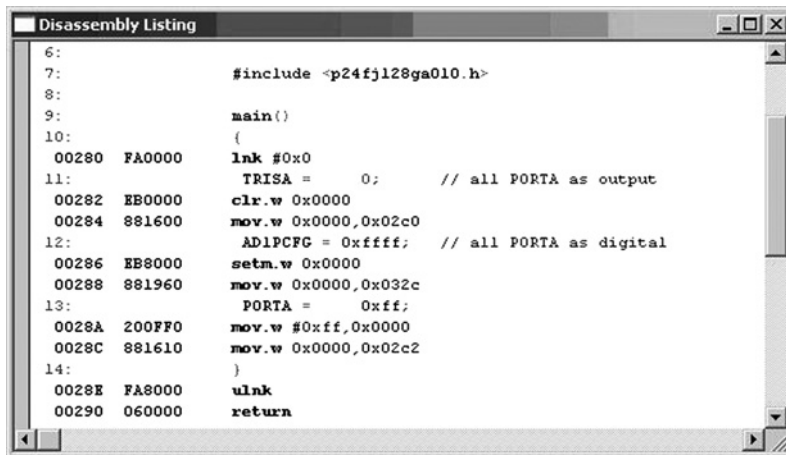 Disassembly Listing
6:
7: #include <p24fj128ga010.h>
8:
9: main()
10: {
00280 FA0000 lnk #0x0
11: TRISA = 0; // all PORTA as output
00282 EB0000 clr.w 0x0000
00284 881600 mov.w 0x0000,0x02c0
12: AD1PCFG = 0xffff; // all PORTA as digital
00286 EB8000 setm.w 0x0000
00288 881960 mov.w 0x0000,0x032c
13: PORTA = 0xff;
0028A 200FF0 mov.w #0xff,0x0000
0028C 881610 mov.w 0x0000,0x02c2
14: }
0028E FA8000 ulnk
00290 060000 return